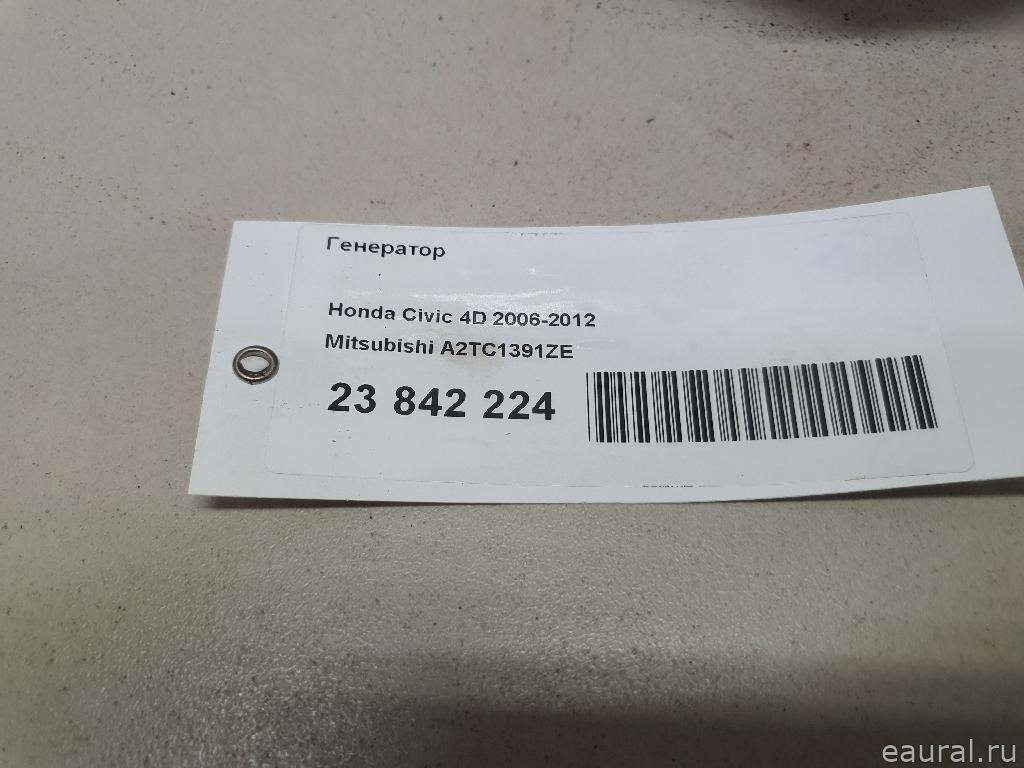 Генератор
Honda Civic 4D 2006-2012
Mitsubishi A2TC1391ZE
23 842 224
eaural.ru